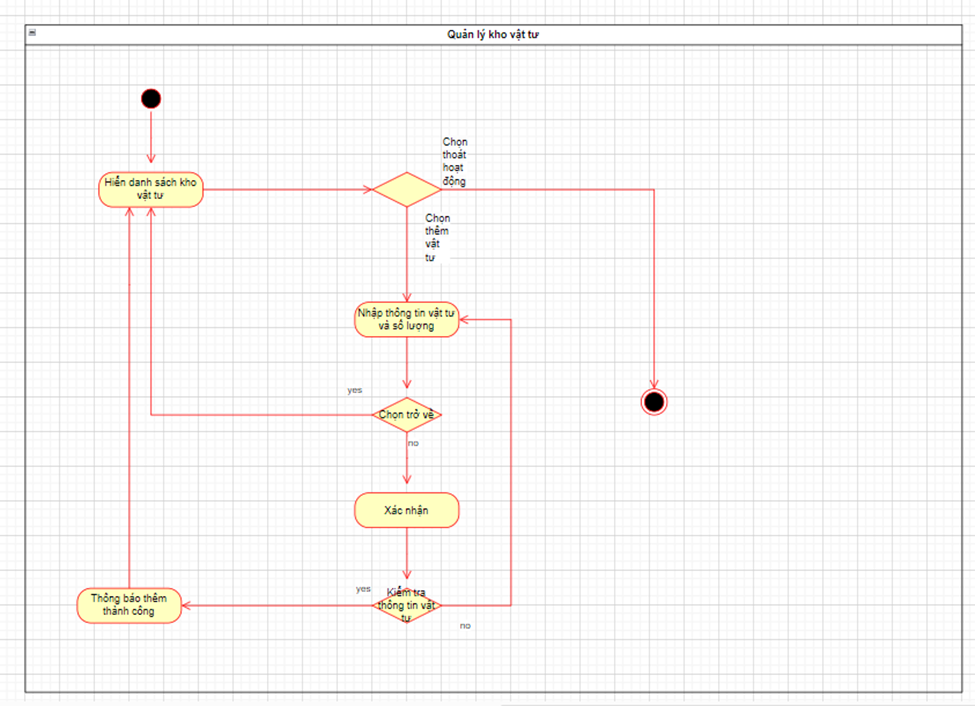 Quản lý kho vật tư
Chọn
thoát
hoạt
động
Hiển danh sách kho
vật tư
Chọn
thêm
vật
tư
Nhập thông tin vật tư
và số lượng
yes
Chọn trở về
no
Xác nhận
yes
Kiểm tra
thông tin vật
tư
Thông báo thêm
thành công
no